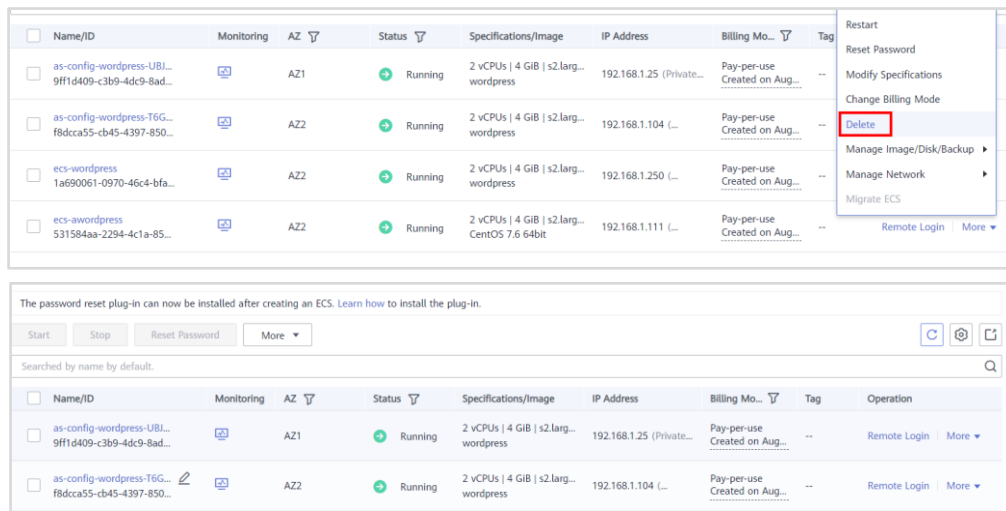 Restart
Name/ID Monitoring AZ Status Specifications/Image IP Address Billing Mo... Tag
Reset Password
as-config-wordpress-UBJ... 2 vCPUs | 4 GiB | s2.larg... Pay-per-use
AZ1 Running 192.168.1.25 (Private... --
9ff1d409-c3b9-4dc9-8ad... wordpress Created on Aug...
Modify Specifications
Change Billing Mode
as-config-wordpress-T6G... 2 vCPUs | 4 GiB | s2.larg... Pay-per-use
AZ2 Running 192.168.1.104 (... --
f8dcca55-cb45-4397-850... wordpress Created on Aug...
Delete
Manage Image/Disk/Backup
ecs-wordpress 2 vCPUs | 4 GiB | s2.larg... Pay-per-use
AZ2 Running 192.168.1.250 (... --
1a690061-0970-46c4-bfa... wordpress Created on Aug...
Manage Network
Migrate ECS
ecs-awordpress 2 vCPUs | 4 GiB | s2.larg... Pay-per-use
AZ2 Running 192.168.1.111 (... -- Remote Login More
531584aa-2294-4c1a-85... CentOS 7.6 64bit Created on Aug...
The password reset plug-in can now be installed after creating an ECS. Learn how to install the plug-in.
Start Stop Reset Password More
Searched by name by default.
Name/ID Monitoring AZ Status Specifications/Image IP Address Billing Mo... Tag Operation
as-config-wordpress-UBJ... 2 vCPUs | 4 GiB | s2.larg... Pay-per-use
AZ1 Running 192.168.1.25 (Private... -- Remote Login More
9ff1d409-c3b9-4dc9-8ad... wordpress Created on Aug...
as-config-wordpress-T6G... 2 vCPUs | 4 GiB | s2.larg... Pay-per-use
AZ2 Running 192.168.1.104 (... -- Remote Login More
f8dcca55-cb45-4397-850... wordpress Created on Aug...